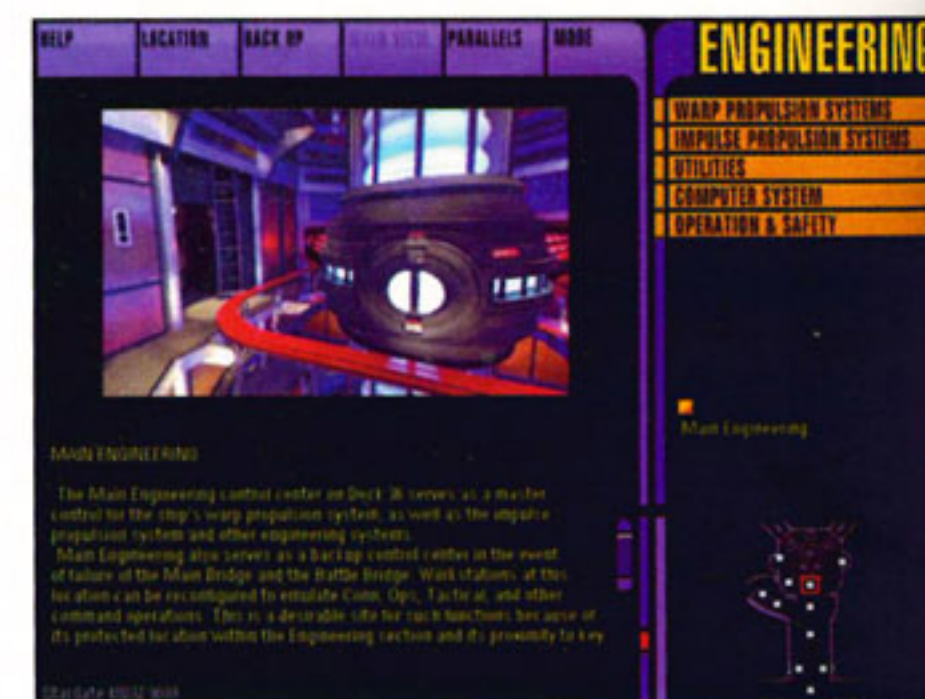 HELP
LOCATION
BACK UP
MAIN VIEW
PARALLELS
MODE
ENGINEERING
WARP PROPULSION SYSTEMS
IMPULSE PROPULSION SYSTEMS
UTILITIES
COMPUTER SYSTEM
OPERATION & SAFETY
Main Engineering
MAIN ENGINEERING
The Main Engineering control center on Deck 36 serves as a master
control for the ship's warp propulsion system, as well as the impulse
propulsion system and other engineering systems.
Main Engineering also serves as a backup control center in the event
of failure of the Main Bridge and the Battle Bridge. Workstations at this
location can be reconfigured to emulate Conn, Ops, Tactical, and other
command operations. This is a desirable site for such functions because of
its protected location within the Engineering section and its proximity to key
Stardate